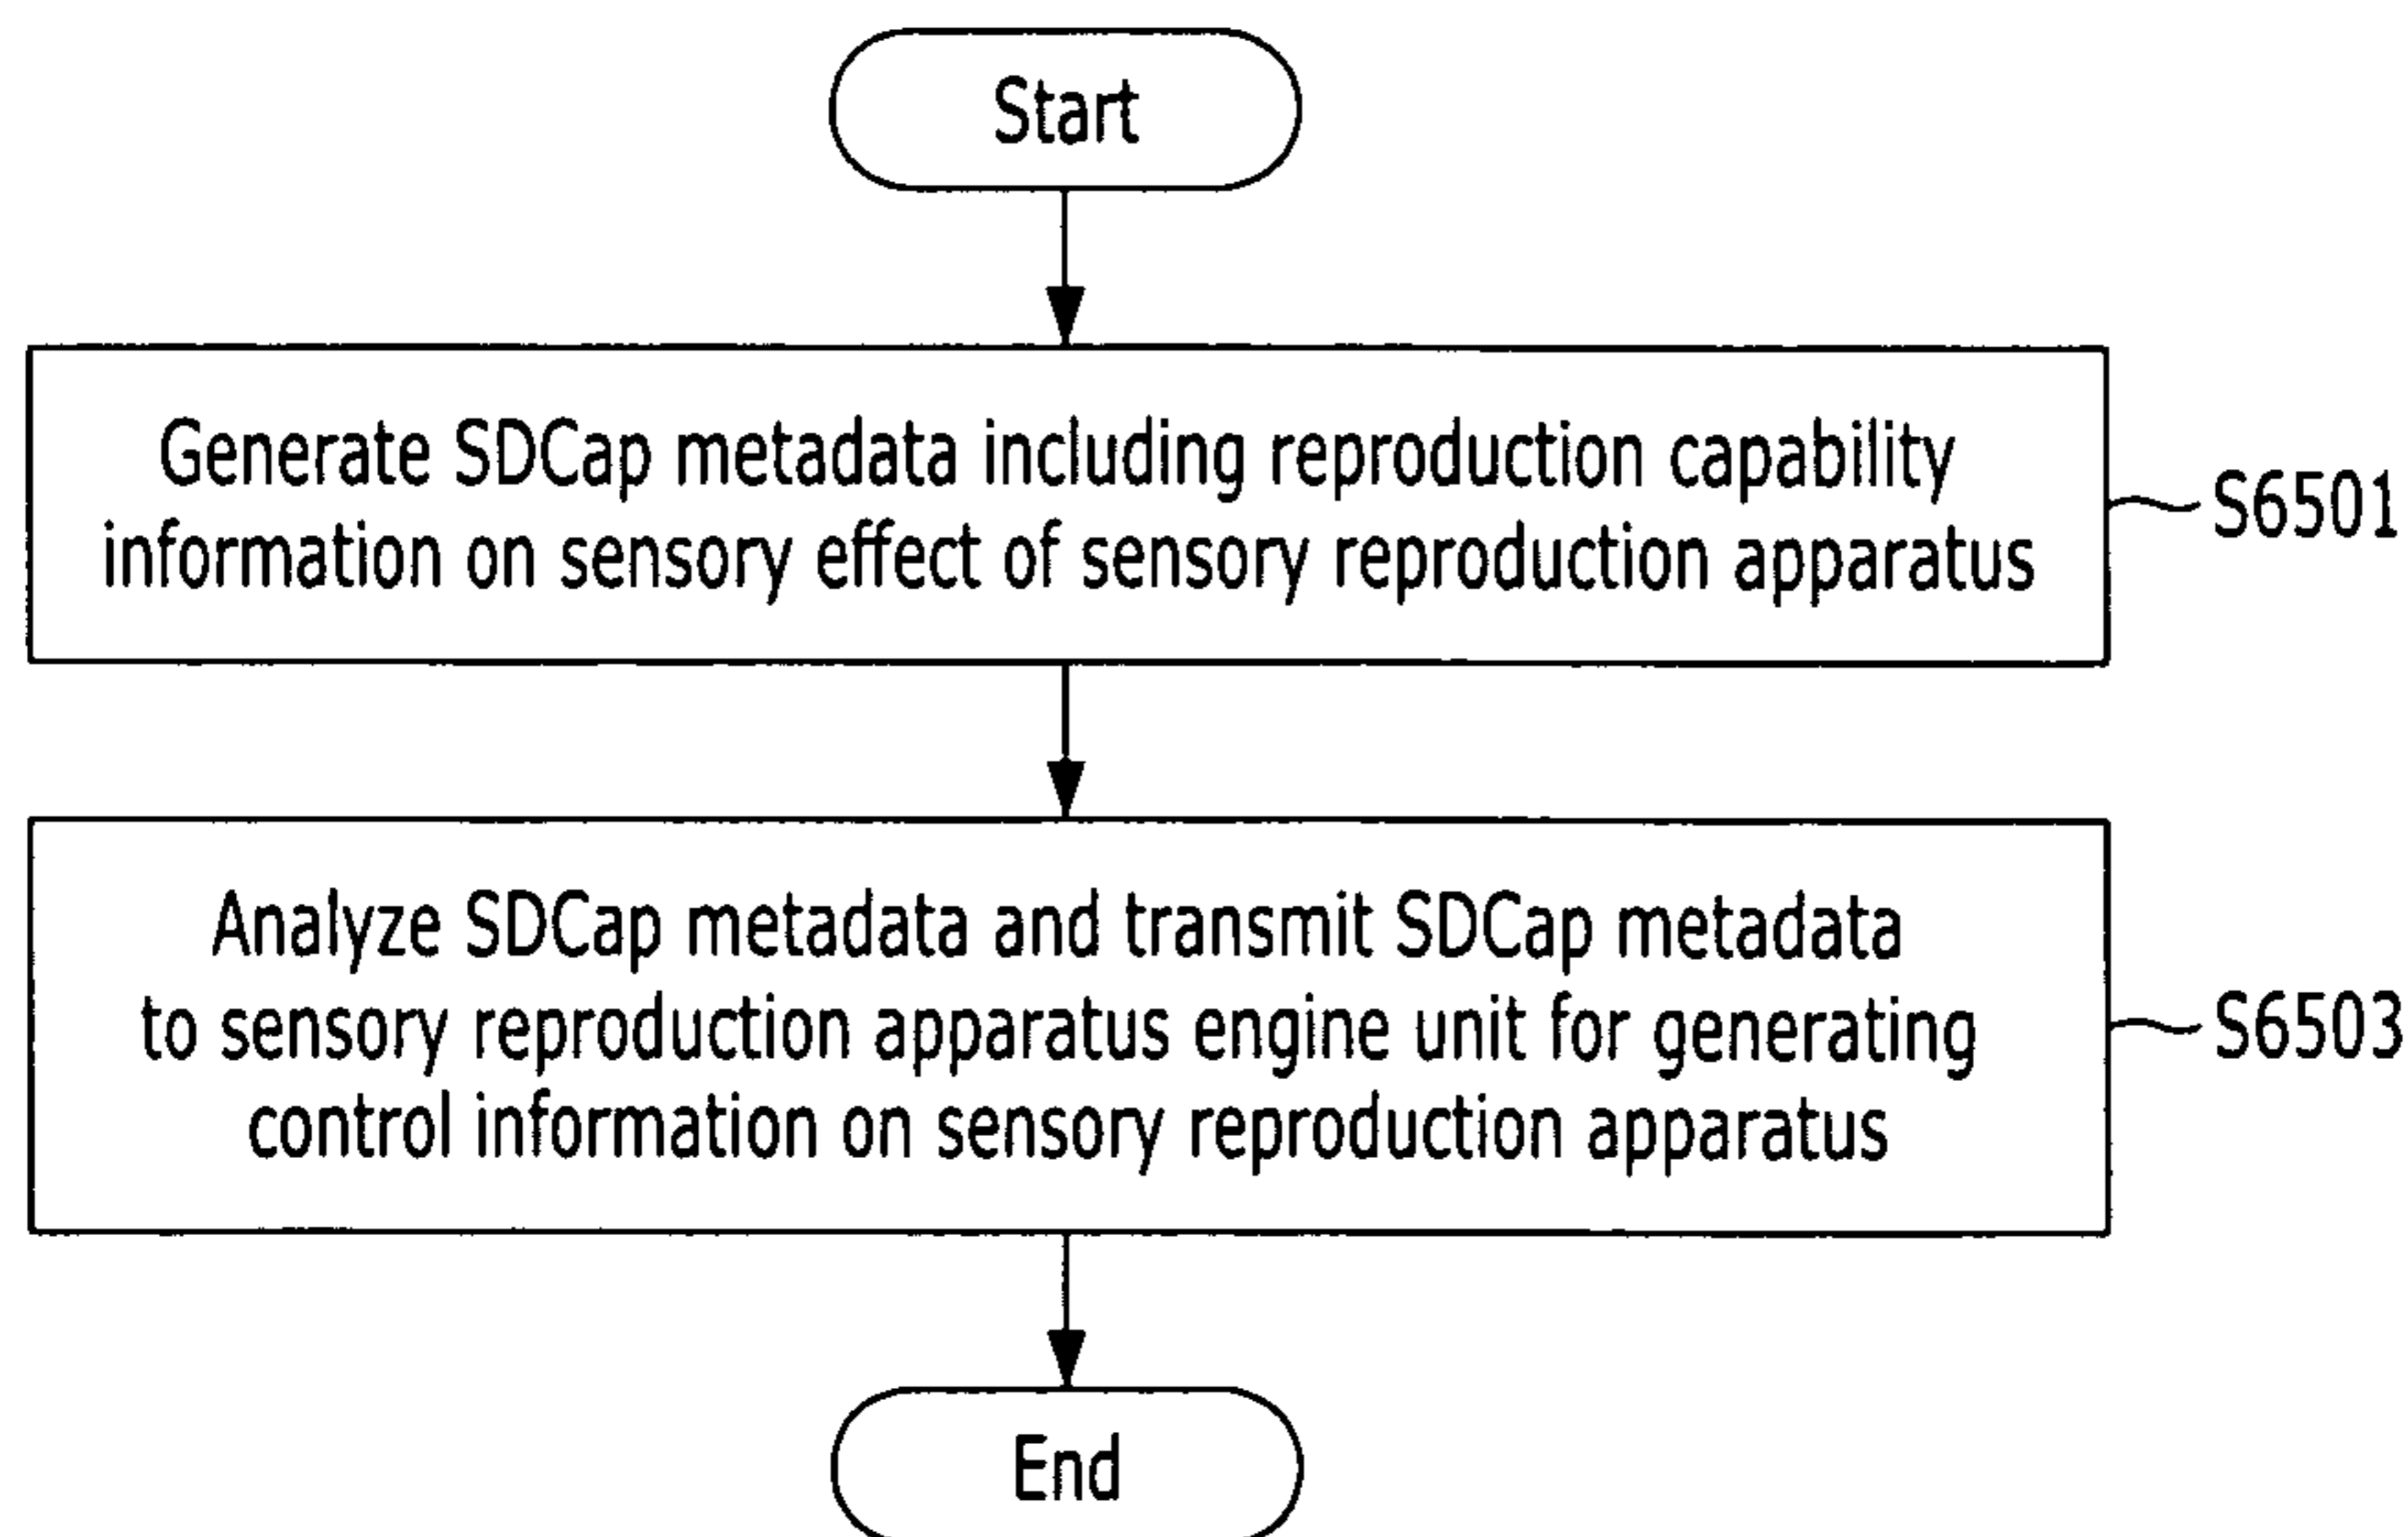 Start
Generate SDCap metadata including reproduction capability
information on sensory effect of sensory reproduction apparatus
S6501
Analyze SDCap metadata and transmit SDCap metadata
to sensory reproduction apparatus engine unit for generating
control information on sensory reproduction apparatus
S6503
End